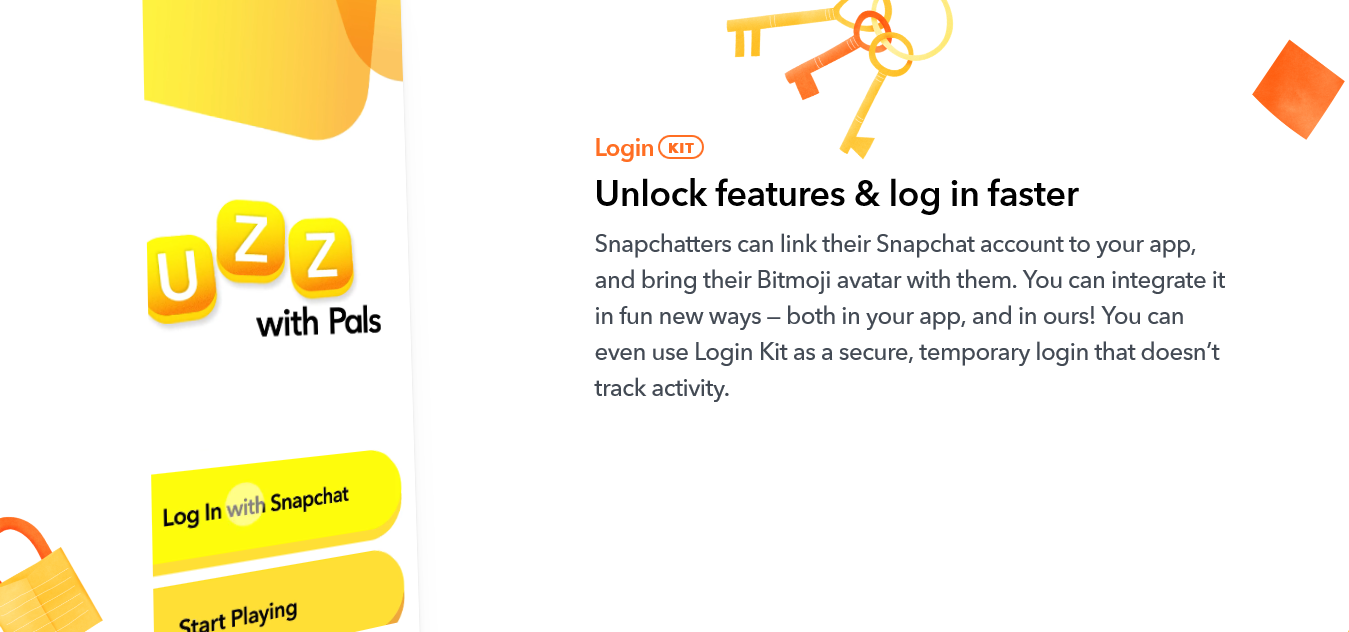 UZZ
with Pals
Log In with Snapchat
Start Playing
Login KIT
Unlock features & log in faster
Snapchatters can link their Snapchat account to your app,
and bring their Bitmoji avatar with them. You can integrate it
in fun new ways – both in your app, and in ours! You can
even use Login Kit as a secure, temporary login that doesn’t
track activity.